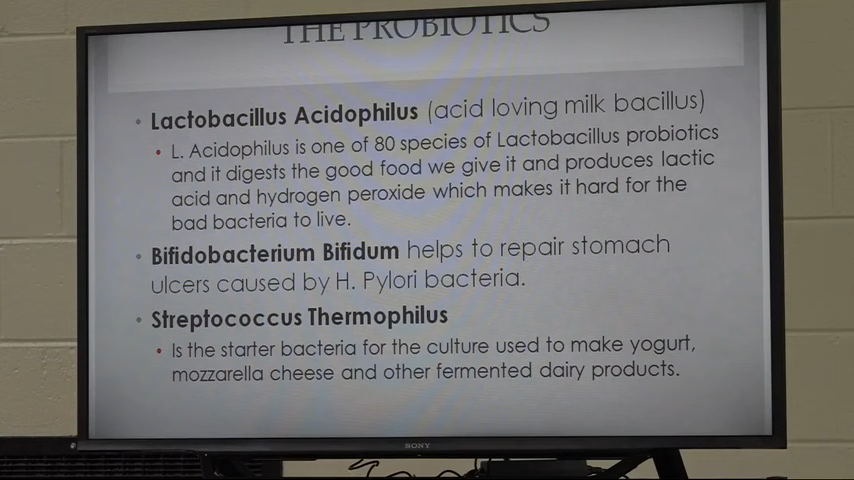 THE PROBIOTICS
• Lactobacillus Acidophilus (acid loving milk bacillus)
• L. Acidophilus is one of 80 species of Lactobacillus probiotics
and it digests the good food we give it and produces lactic
acid and hydrogen peroxide which makes it hard for the
bad bacteria to live.
• Bifidobacterium Bifidum helps to repair stomach
ulcers caused by H. Pylori bacteria.
• Streptococcus Thermophilus
• Is the starter bacteria for the culture used to make yogurt,
mozzarella cheese and other fermented dairy products.
SONY